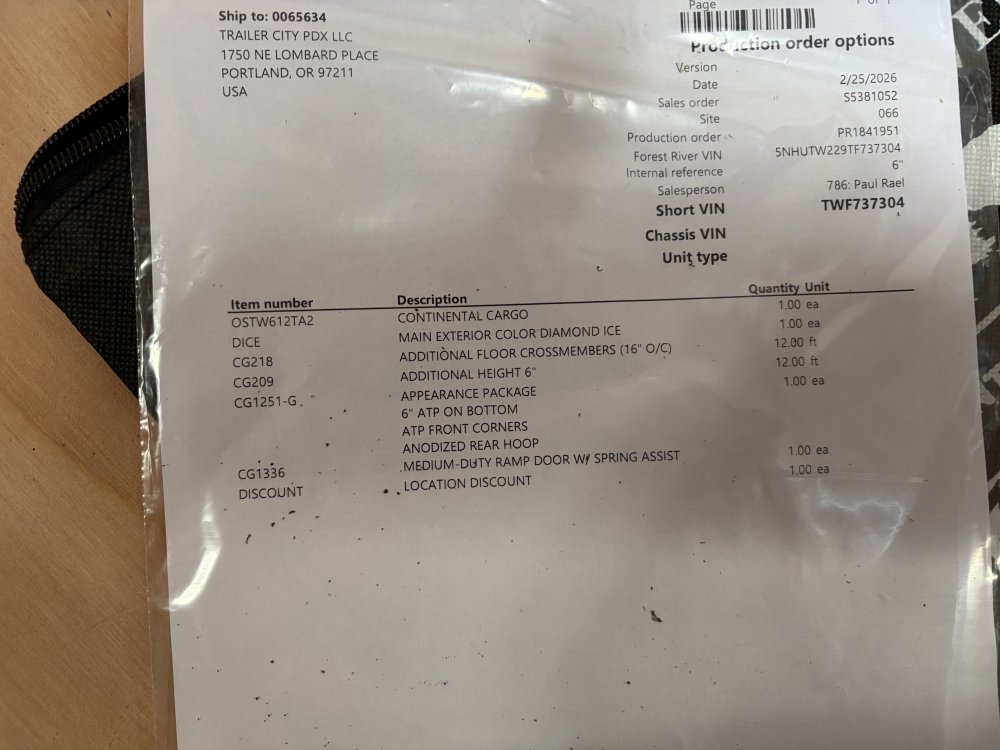 Ship to: 0065634
TRAILER CITY PDX LLC
1750 NE LOMBARD PLACE
PORTLAND, OR 97211
USA
Page 1 of 1
Production order options
Version
Date 2/25/2026
Sales order S5381052
Site 066
Production order PR1841951
Forest River VIN 5NHUTW229TF737304
Internal reference 6"
Salesperson 786: Paul Rael
Short VIN TWF737304
Chassis VIN
Unit type
Item number Description Quantity Unit
OSTW612TA2 CONTINENTAL CARGO 1.00 ea
DICE MAIN EXTERIOR COLOR DIAMOND ICE 1.00 ea
CG218 ADDITIONAL FLOOR CROSSMEMBERS (16" O/C) 12.00 ft
CG209 ADDITIONAL HEIGHT 6" 12.00 ft
CG1251-G APPEARANCE PACKAGE 1.00 ea
6" ATP ON BOTTOM
ATP FRONT CORNERS
ANODIZED REAR HOOP
CG1336 MEDIUM-DUTY RAMP DOOR W/ SPRING ASSIST 1.00 ea
DISCOUNT LOCATION DISCOUNT 1.00 ea